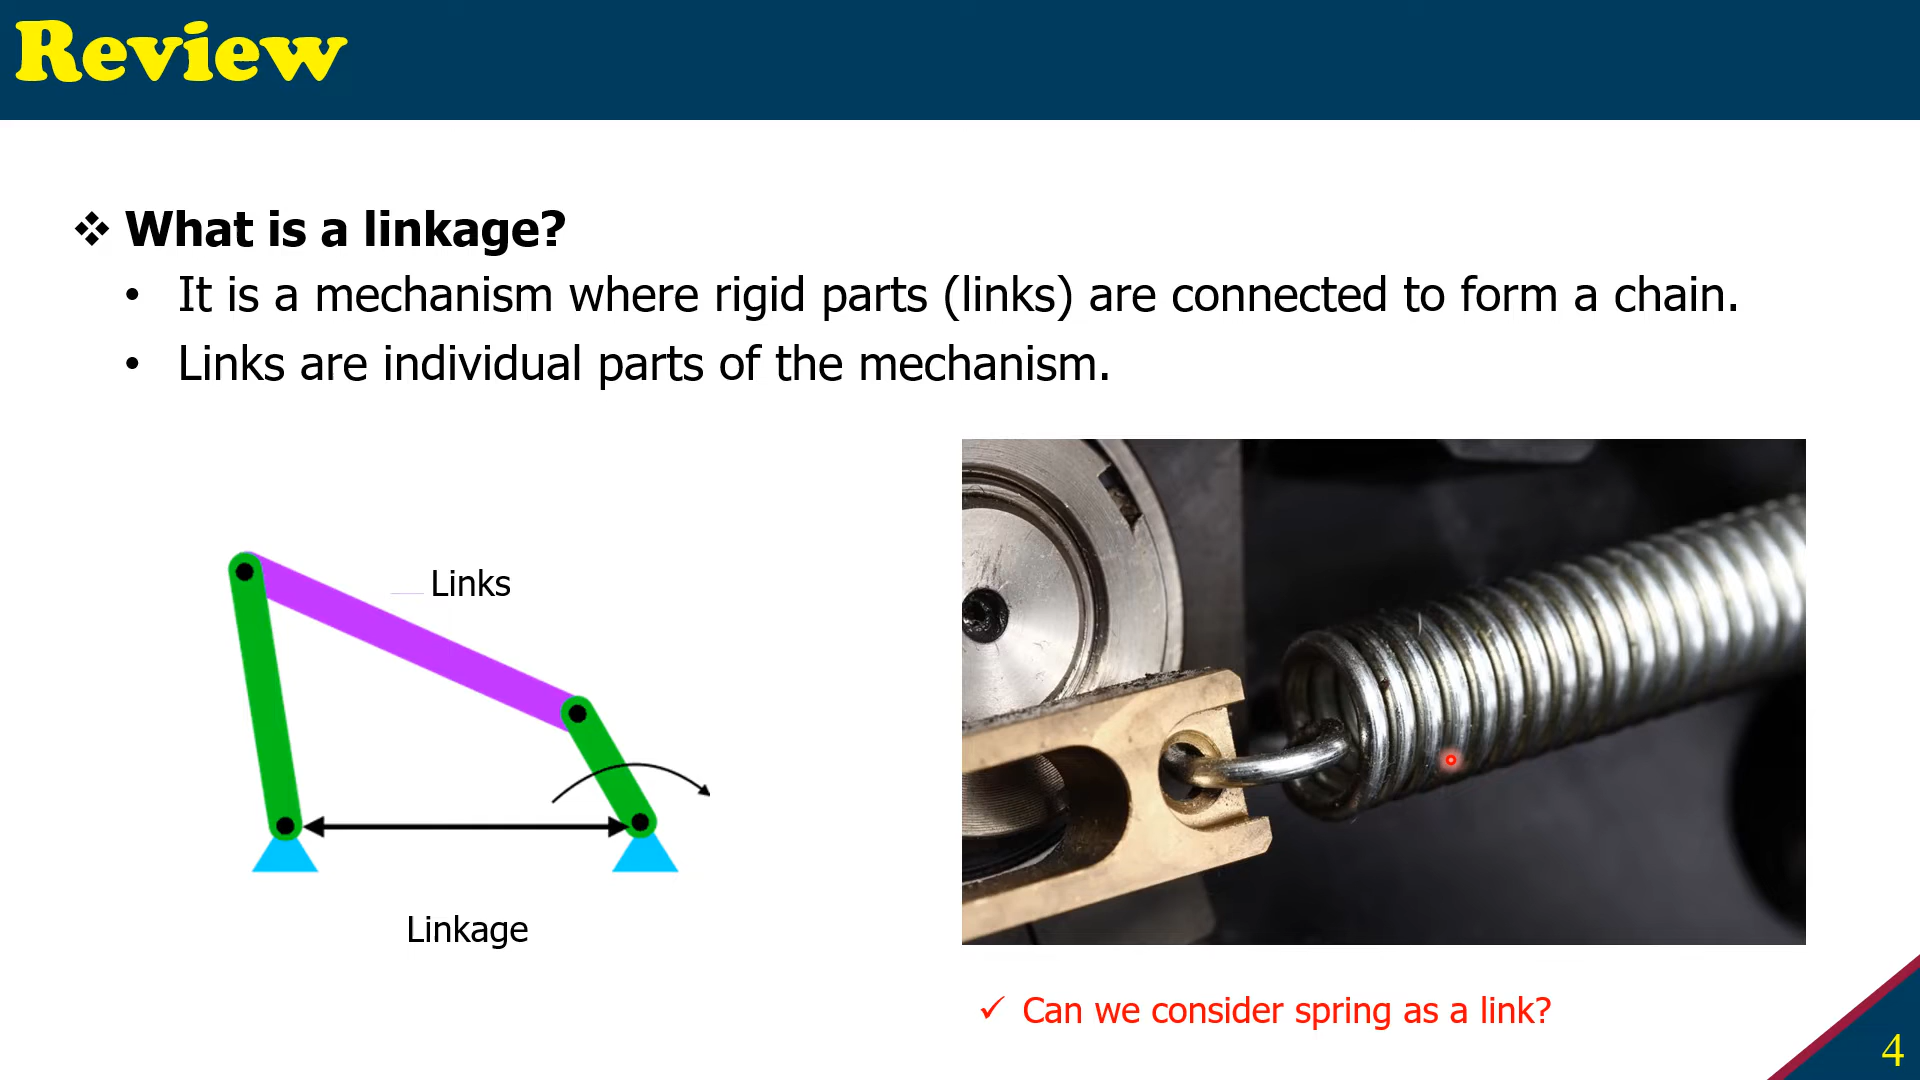 Review
What is a linkage?
It is a mechanism where rigid parts (links) are connected to form a chain.
Links are individual parts of the mechanism.
Links
Linkage
Can we consider spring as a link?
4